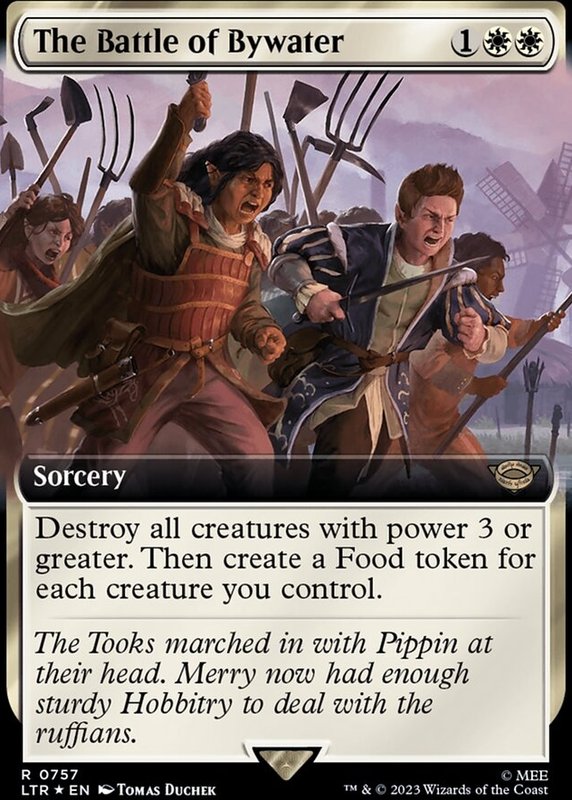 The Battle of Bywater 1
Sorcery
Destroy all creatures with power 3 or
greater. Then create a Food token for
each creature you control.
The Tooks marched in with Pippin at
their head. Merry now had enough
sturdy Hobbitry to deal with the
ruffians.
R 0757
LTR ★ EN Tomas Duchek
© MEE
™ & © 2023 Wizards of the Coast